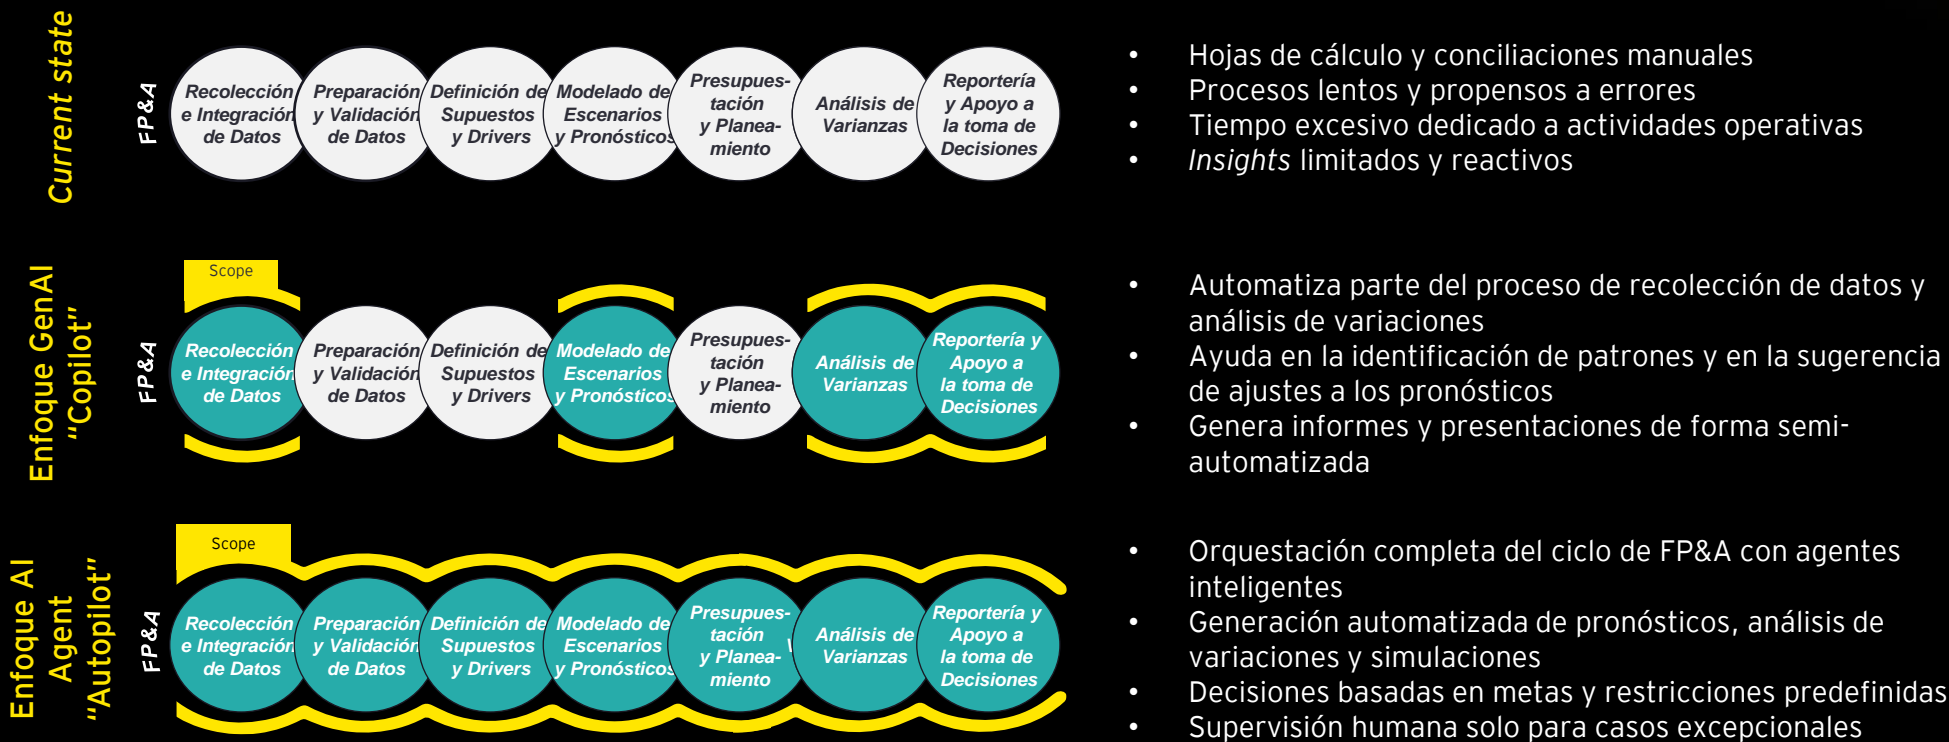 Current state
FP&A
Recolección
e Integración
de Datos
Preparación
y Validación
de Datos
Definición de
Supuestos
y Drivers
Modelado de
Escenarios
y Pronósticos
Presupues-
tación
y Planea-
miento
Análisis de
Varianzas
Reportería
y Apoyo a
la toma de
Decisiones
• Hojas de cálculo y conciliaciones manuales
• Procesos lentos y propensos a errores
• Tiempo excesivo dedicado a actividades operativas
• Insights limitados y reactivos
Enfoque GenAI
“Copilot”
FP&A
Scope
Recolección
e Integración
de Datos
Preparación
y Validación
de Datos
Definición de
Supuestos
y Drivers
Modelado de
Escenarios
y Pronósticos
Presupues-
tación
y Planea-
miento
Análisis de
Varianzas
Reportería y
Apoyo a
la toma de
Decisiones
• Automatiza parte del proceso de recolección de datos y
análisis de variaciones
• Ayuda en la identificación de patrones y en la sugerencia
de ajustes a los pronósticos
• Genera informes y presentaciones de forma semi-
automatizada
Enfoque AI
Agent
“Autopilot”
FP&A
Scope
Recolección
e Integración
de Datos
Preparación
y Validación
de Datos
Definición de
Supuestos
y Drivers
Modelado de
Escenarios
y Pronósticos
Presupues-
tación
y Planea-
miento
Análisis de
Varianzas
Reportería y
Apoyo a
la toma de
Decisiones
• Orquestación completa del ciclo de FP&A con agentes
inteligentes
• Generación automatizada de pronósticos, análisis de
variaciones y simulaciones
• Decisiones basadas en metas y restricciones predefinidas
• Supervisión humana solo para casos excepcionales